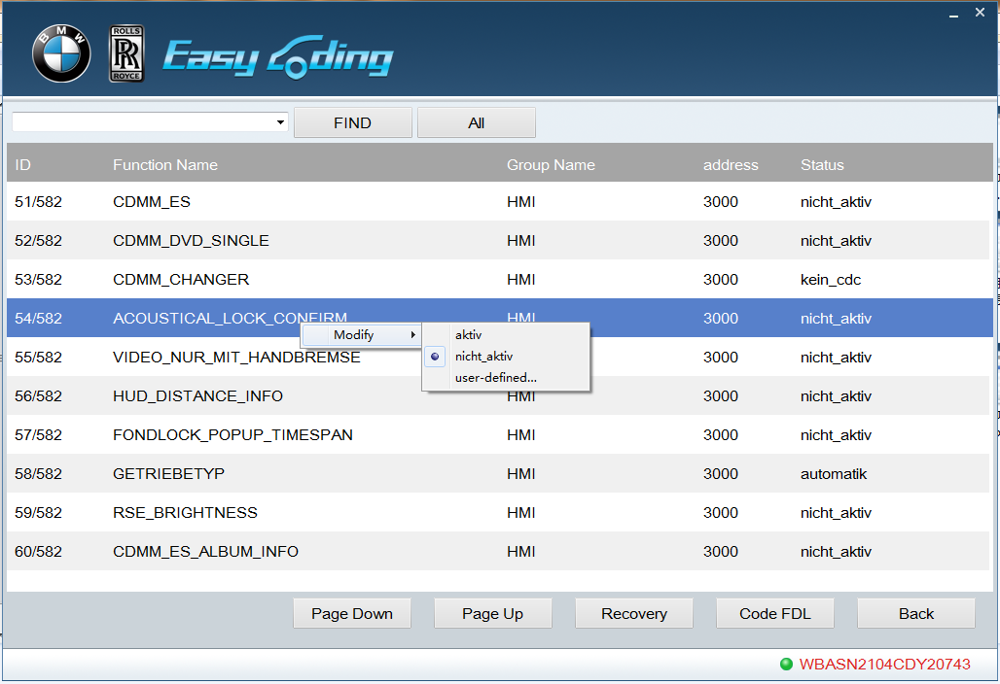 BMW
ROLLS
RR
ROYCE
Easy Coding
FIND
All
ID Function Name Group Name address Status
51/582 CDMM_ES HMI 3000 nicht_aktiv
52/582 CDMM_DVD_SINGLE HMI 3000 nicht_aktiv
53/582 CDMM_CHANGER HMI 3000 kein_cdc
54/582 ACOUSTICAL_LOCK_CONFIRM HMI 3000 nicht_aktiv
Modify
aktiv
nicht_aktiv
user-defined...
55/582 VIDEO_NUR_MIT_HANDBREMSE 3000 nicht_aktiv
56/582 HUD_DISTANCE_INFO HMI 3000 nicht_aktiv
57/582 FONDLOCK_POPUP_TIMESPAN HMI 3000 nicht_aktiv
58/582 GETRIEBETYP HMI 3000 automatik
59/582 RSE_BRIGHTNESS HMI 3000 nicht_aktiv
60/582 CDMM_ES_ALBUM_INFO HMI 3000 nicht_aktiv
Page Down
Page Up
Recovery
Code FDL
Back
WBASN2104CDY20743